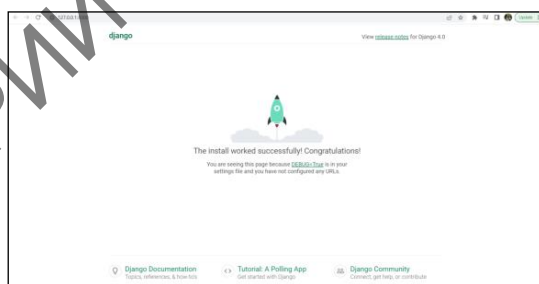 django
View release notes for Django 4.0
The install worked successfully! Congratulations!
You are seeing this page because DEBUG=True is in your
settings file and you have not configured any URLs.
Django Documentation
Topics, references, & how-to's
Tutorial: A Polling App
Get started with Django
Django Community
Connect, get help, or contribute